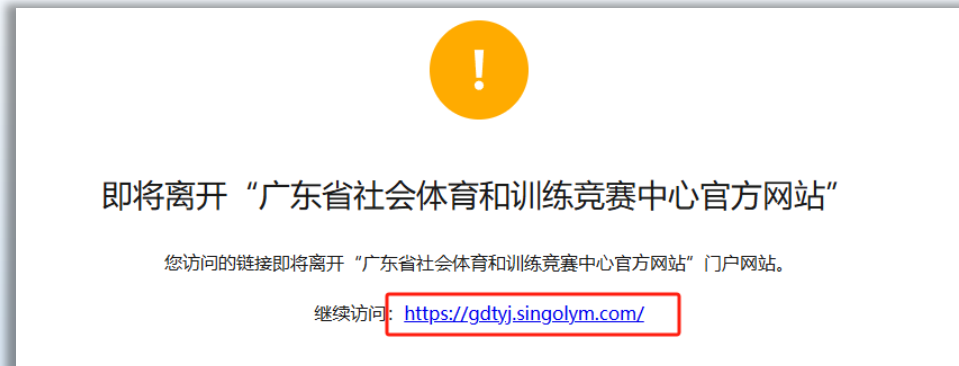 !
即将离开“广东省社会体育和训练竞赛中心官方网站”
您访问的链接即将离开“广东省社会体育和训练竞赛中心官方网站”门户网站。
继续访问：https://gdtyj.singolym.com/